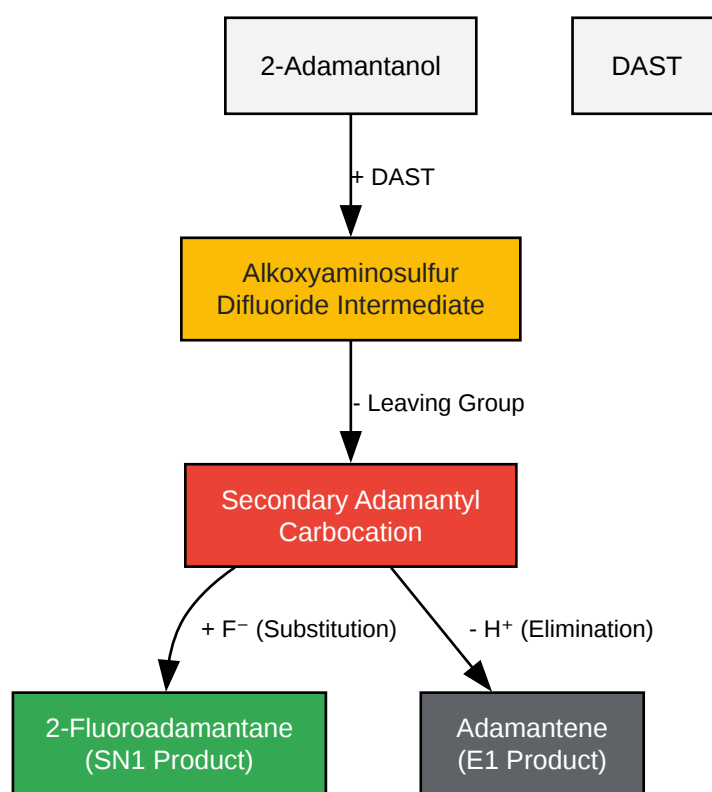 2-Adamantanol
DAST
+ DAST
Alkoxyaminosulfur
Difluoride Intermediate
- Leaving Group
Secondary Adamantyl
Carbocation
+ F⁻ (Substitution)
- H⁺ (Elimination)
2-Fluoroadamantane
(SN1 Product)
Adamantene
(E1 Product)